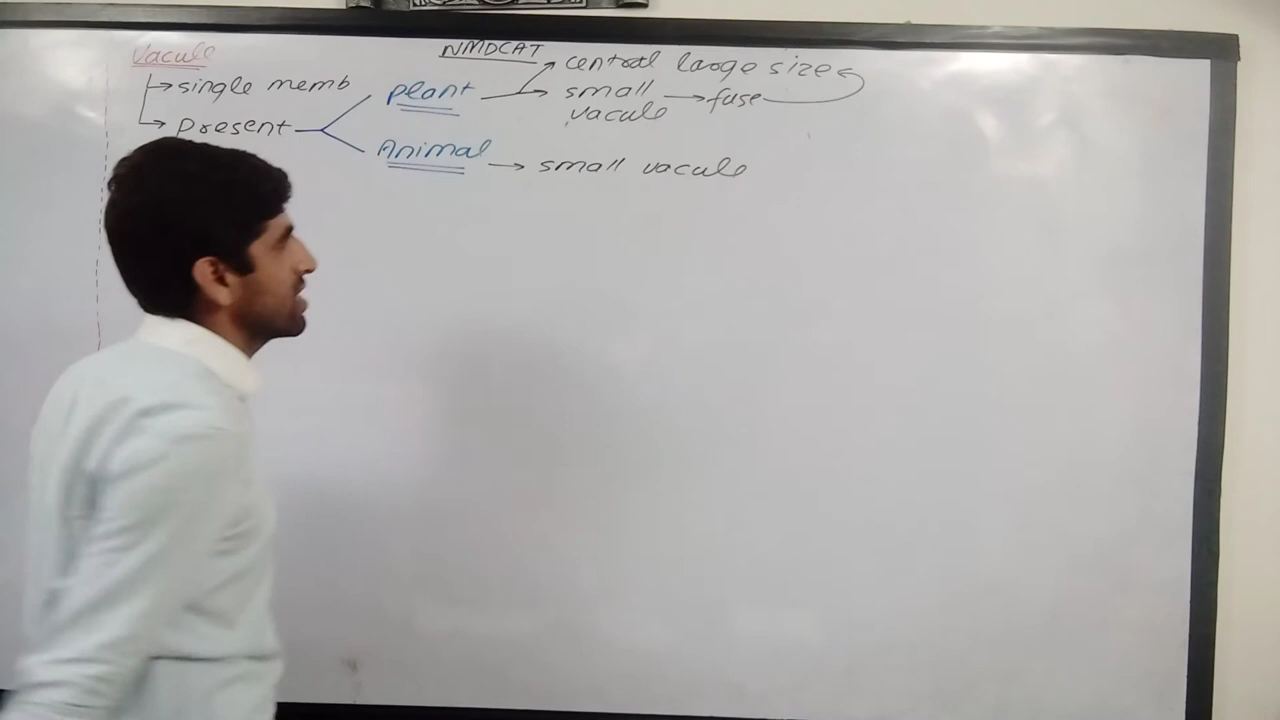 Vacule
NMDCAT
→ single memb
→ Present
Plant
→ central large size
→ small vacule → fuse
Animal → small vacule